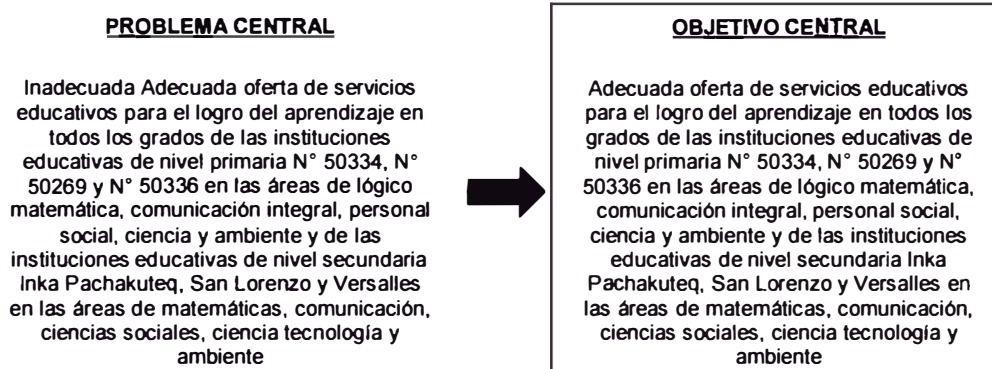 PROBLEMA CENTRAL
Inadecuada Adecuada oferta de servicios
educativos para el logro del aprendizaje en
todos los grados de las instituciones
educativas de nivel primaria N° 50334, N°
50269 y N° 50336 en las áreas de lógico
matemática, comunicación integral, personal
social, ciencia y ambiente y de las
instituciones educativas de nivel secundaria
Inka Pachakuteq, San Lorenzo y Versalles
en las áreas de matemáticas, comunicación,
ciencias sociales, ciencia tecnología y
ambiente
OBJETIVO CENTRAL
Adecuada oferta de servicios educativos
para el logro del aprendizaje en todos los
grados de las instituciones educativas de
nivel primaria N° 50334, N° 50269 y N°
50336 en las áreas de lógico matemática,
comunicación integral, personal social,
ciencia y ambiente y de las instituciones
educativas de nivel secundaria Inka
Pachakuteq, San Lorenzo y Versalles en
las áreas de matemáticas, comunicación,
ciencias sociales, ciencia tecnología y
ambiente